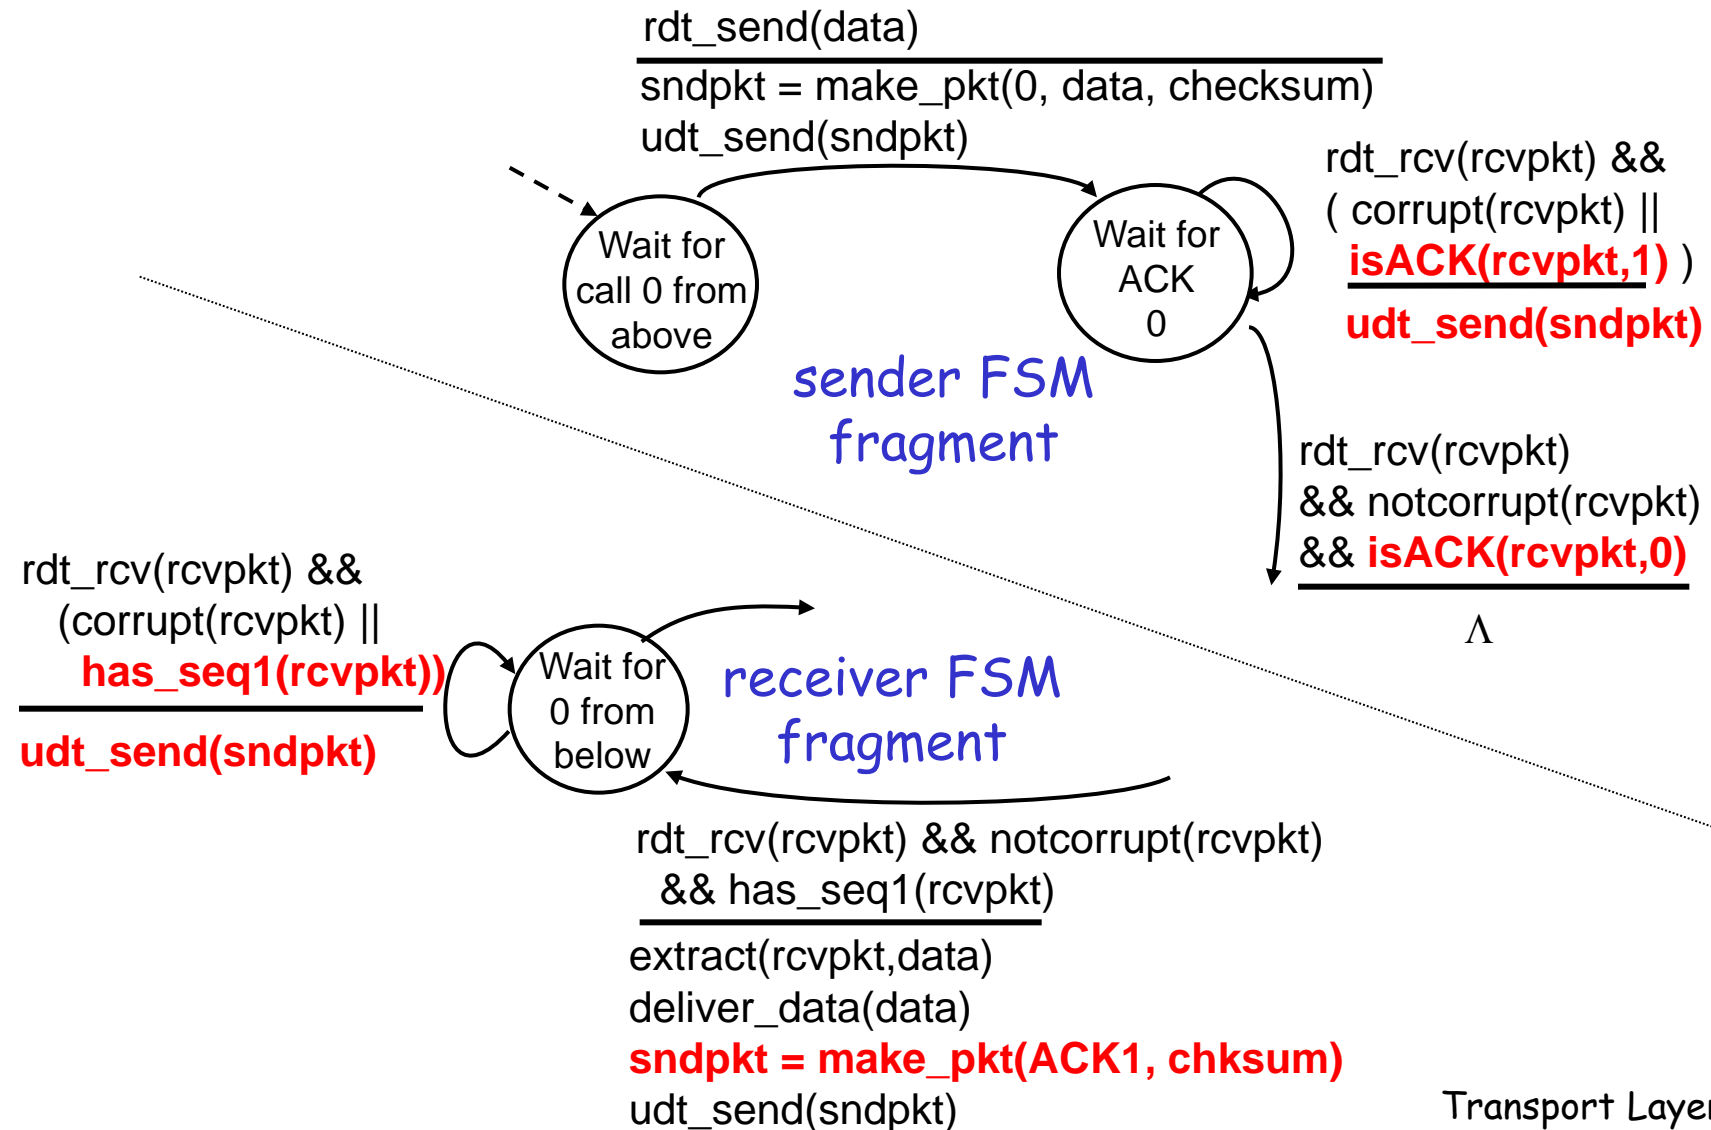 rdt_send(data)
sndpkt = make_pkt(0, data, checksum)
udt_send(sndpkt)
Wait for
call 0 from
above
Wait for
ACK
0
rdt_rcv(rcvpkt) &&
( corrupt(rcvpkt) ||
isACK(rcvpkt,1) )
udt_send(sndpkt)
sender FSM
fragment
rdt_rcv(rcvpkt)
&& notcorrupt(rcvpkt)
&& isACK(rcvpkt,0)
Λ
rdt_rcv(rcvpkt) &&
(corrupt(rcvpkt) ||
has_seq1(rcvpkt))
udt_send(sndpkt)
Wait for
0 from
below
receiver FSM
fragment
rdt_rcv(rcvpkt) && notcorrupt(rcvpkt)
&& has_seq1(rcvpkt)
extract(rcvpkt,data)
deliver_data(data)
sndpkt = make_pkt(ACK1, chksum)
udt_send(sndpkt)
Transport Layer